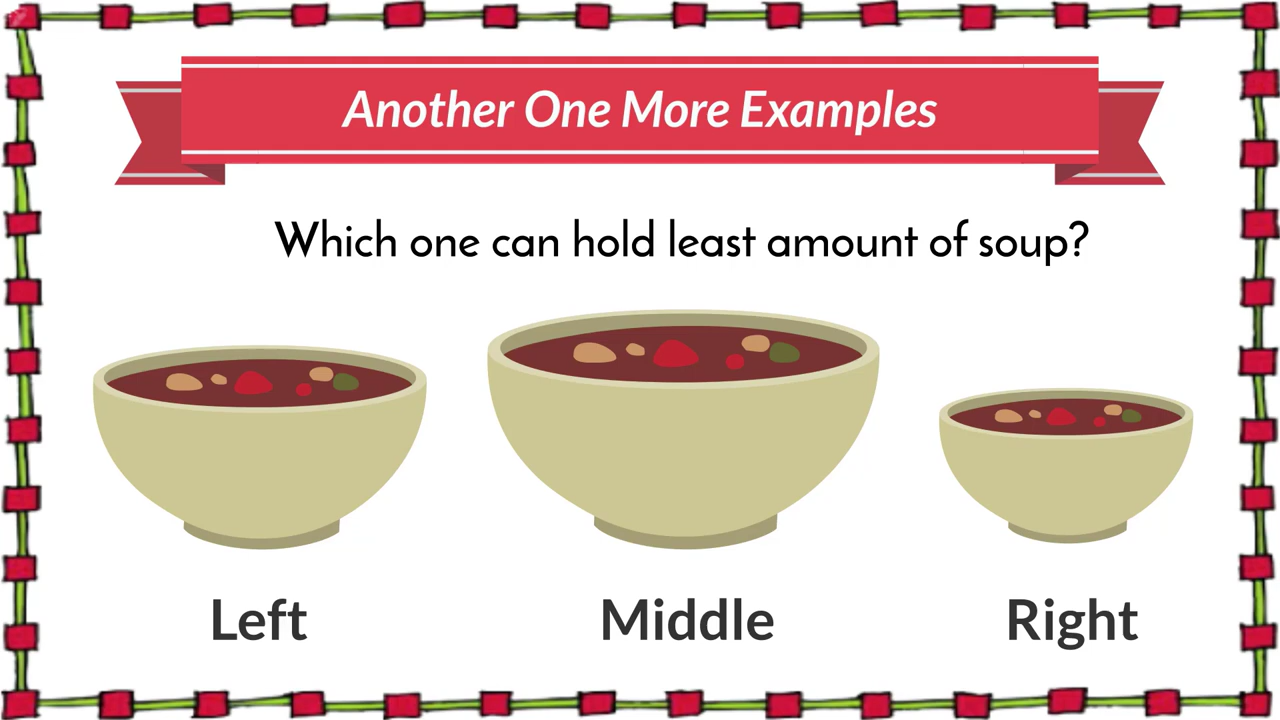 Another One More Examples
Which one can hold least amount of soup?
Left Middle Right